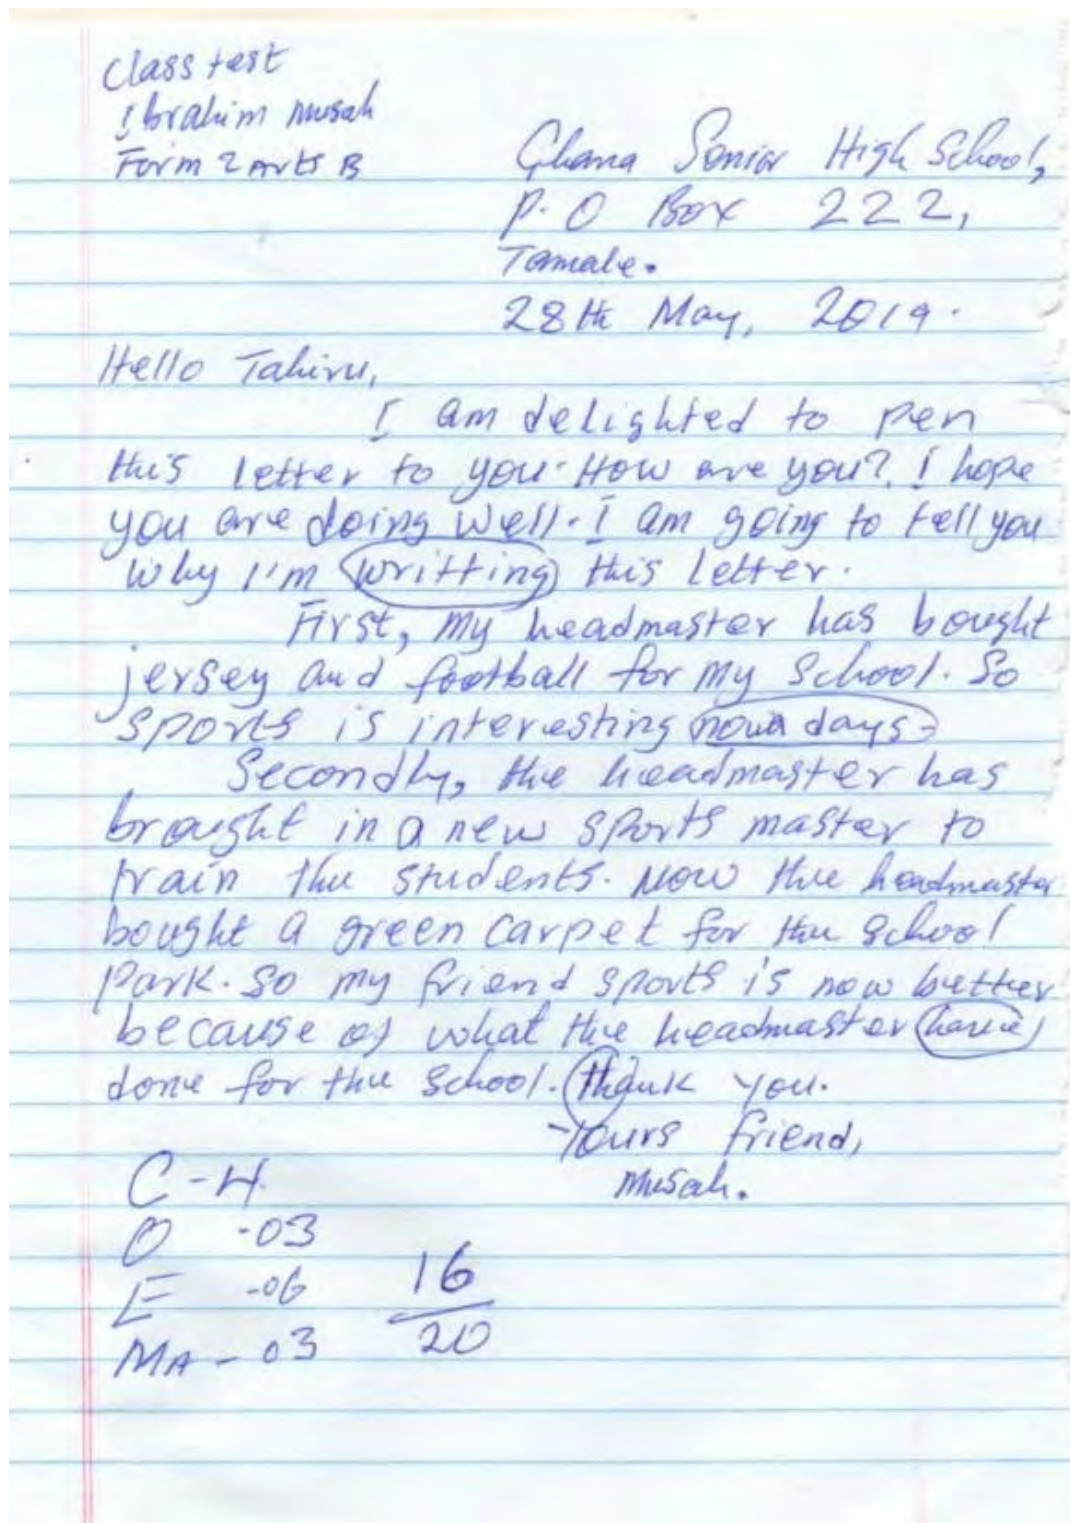 Class test
Ibrahim Musah
Form 2 Arts B
Ghana Senior High School,
P.O Box 222,
Tamale.
28th May, 2019.
Hello Tahiru,
I am delighted to pen
this letter to you. How are you? I hope
you are doing well. I am going to tell you
why I'm writting this letter.
First, my headmaster has bought
jersey and football for my school. So
sports is interesting nowa days.
Secondly, the headmaster has
brought in a new sports master to
train the students. Now the headmaster
bought a green carpet for the school
park. So my friend sports is now better
because of what the headmaster have
done for the school. thank you.
Yours friend,
Musah.
C - 4
O - 03
E - 06
MA - 03
16
20